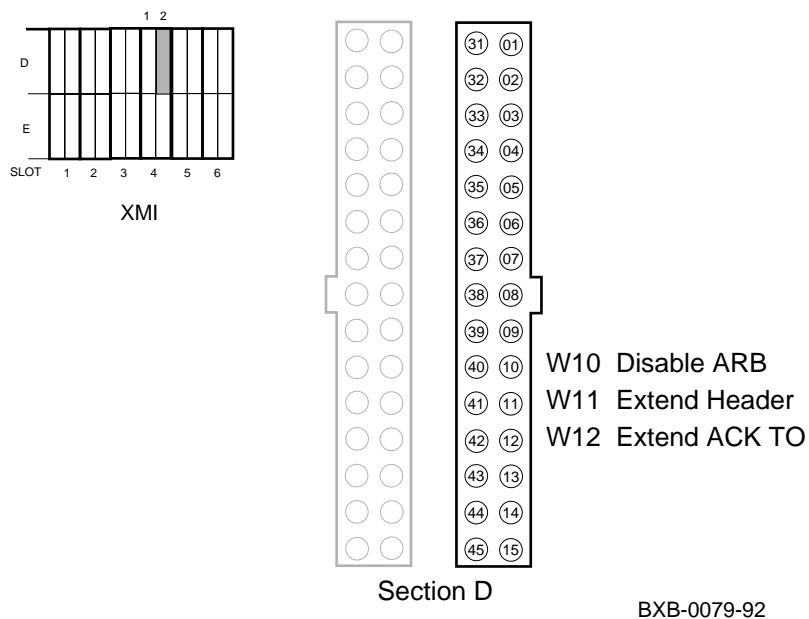 1 2
D
E
SLOT 1 2 3 4 5 6
XMI
31 01
32 02
33 03
34 04
35 05
36 06
37 07
38 08
39 09
40 10 W10 Disable ARB
41 11 W11 Extend Header
42 12 W12 Extend ACK TO
43 13
44 14
45 15
Section D
BXB-0079-92